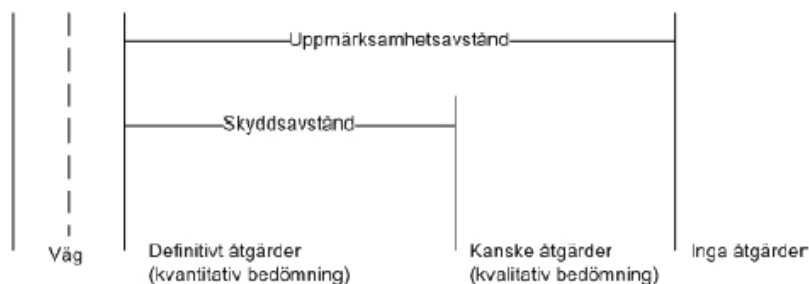 Uppmärksamhetsavstånd
Skyddsavstånd
Väg
Definitivt åtgärder
(kvantitativ bedömning)
Kanske åtgärder
(kvalitativ bedömning)
Inga åtgärder